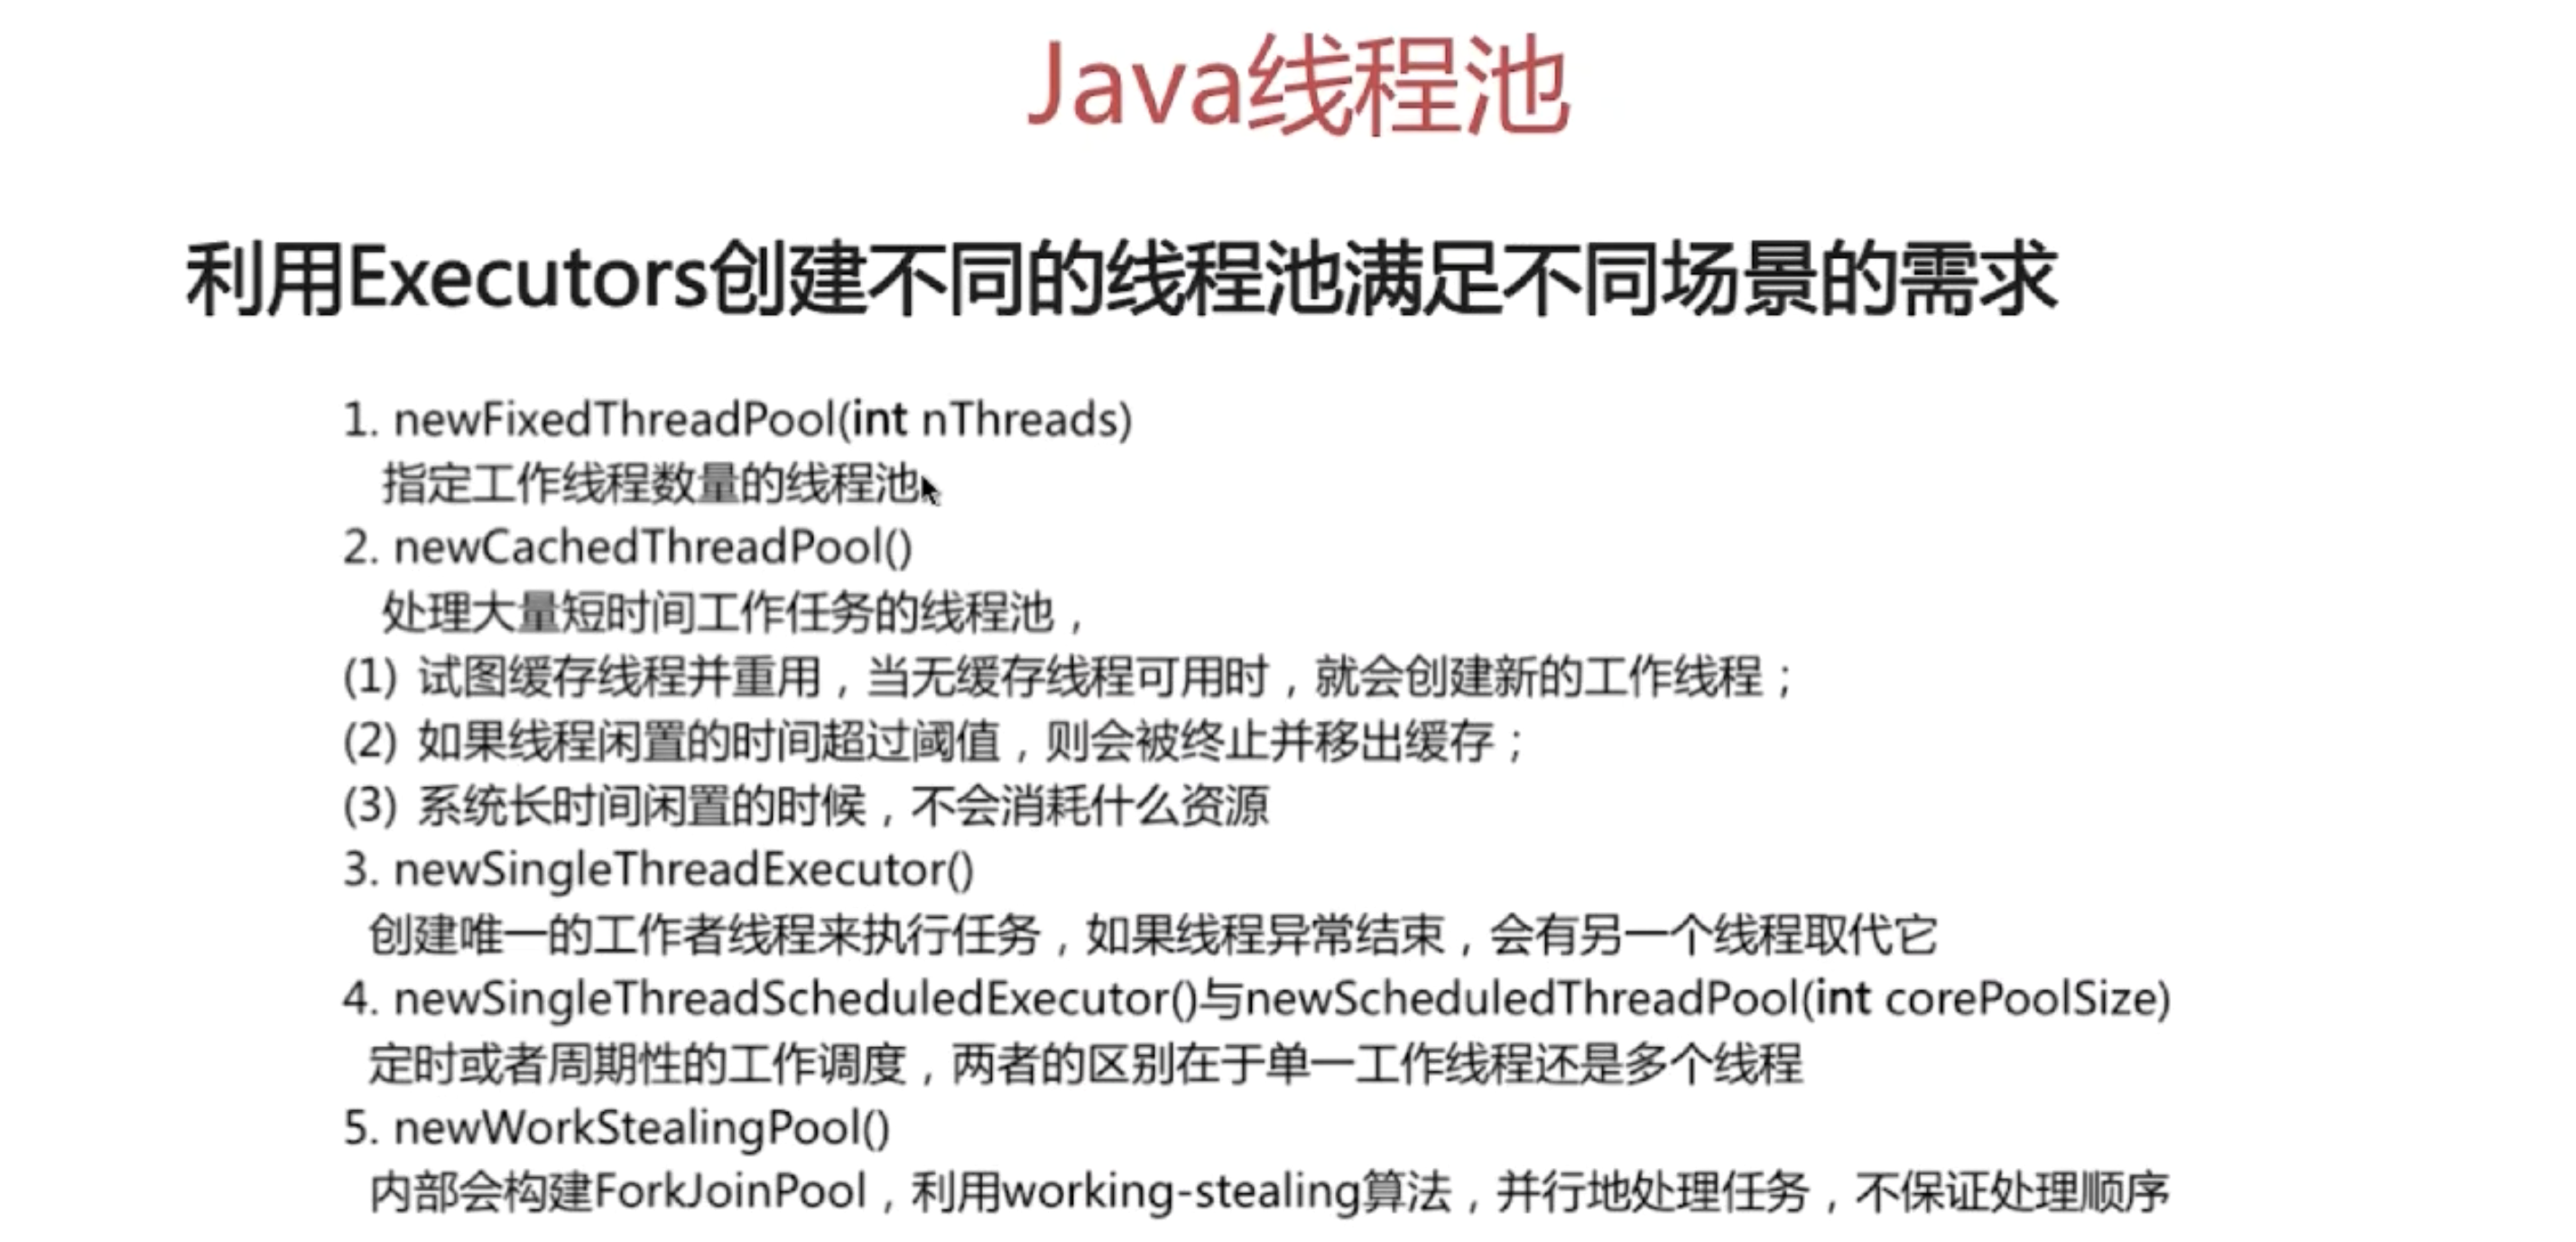 Java线程池
利用Executors创建不同的线程池满足不同场景的需求
1. newFixedThreadPool(int nThreads)
指定工作线程数量的线程池
2. newCachedThreadPool()
处理大量短时间工作任务的线程池，
(1) 试图缓存线程并重用，当无缓存线程可用时，就会创建新的工作线程；
(2) 如果线程闲置的时间超过阈值，则会被终止并移出缓存；
(3) 系统长时间闲置的时候，不会消耗什么资源
3. newSingleThreadExecutor()
创建唯一的工作者线程来执行任务，如果线程异常结束，会有另一个线程取代它
4. newSingleThreadScheduledExecutor()与newScheduledThreadPool(int corePoolSize)
定时或者周期性的工作调度，两者的区别在于单一工作线程还是多个线程
5. newWorkStealingPool()
内部会构建ForkJoinPool，利用working-stealing算法，并行地处理任务，不保证处理顺序